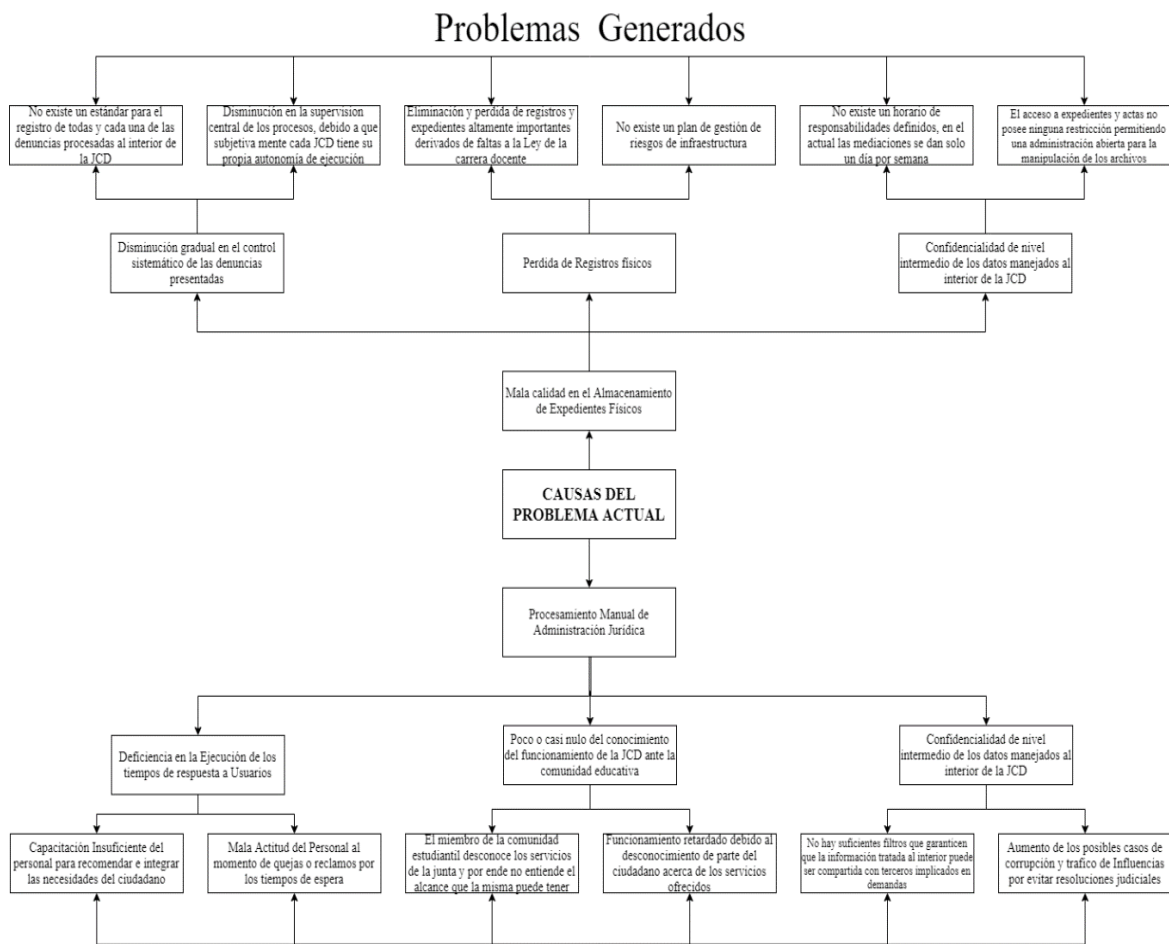 Problemas Generados
No existe un estándar para el
registro de todas y cada una de las
denuncias procesadas al interior de
la JCD
Disminución en la supervision
central de los procesos, debido a que
subjetiva mente cada JCD tiene su
propia autonomía de ejecución
Eliminación y perdida de registros y
expedientes altamente importantes
derivados de faltas a la Ley de la
carrera docente
No existe un plan de gestión de
riesgos de infraestructura
No existe un horario de
responsabilidades definidos, en el
actual las mediaciones se dan solo
un día por semana
El acceso a expedientes y actas no
posee ninguna restricción permitiendo
una administración abierta para la
manipulación de los archivos
Disminución gradual en el control
sistemático de las denuncias
presentadas
Perdida de Registros físicos
Confidencialidad de nivel
intermedio de los datos manejados al
interior de la JCD
Mala calidad en el Almacenamiento
de Expedientes Físicos
CAUSAS DEL
PROBLEMA ACTUAL
Procesamiento Manual de
Administración Jurídica
Deficiencia en la Ejecución de los
tiempos de respuesta a Usuarios
Poco o casi nulo del conocimiento
del funcionamiento de la JCD ante la
comunidad educativa
Confidencialidad de nivel
intermedio de los datos manejados al
interior de la JCD
Capacitación Insuficiente del
personal para recomendar e integrar
las necesidades del ciudadano
Mala Actitud del Personal al
momento de quejas o reclamos por
los tiempos de espera
El miembro de la comunidad
estudiantil desconoce los servicios
de la junta y por ende no entiende el
alcance que la misma puede tener
Funcionamiento retardado debido al
desconocimiento de parte del
ciudadano acerca de los servicios
ofrecidos
No hay suficientes filtros que garanticen
que la información tratada al interior puede
ser compartida con terceros implicados en
demandas
Aumento de los posibles casos de
corrupción y trafico de Influencias
por evitar resoluciones judiciales